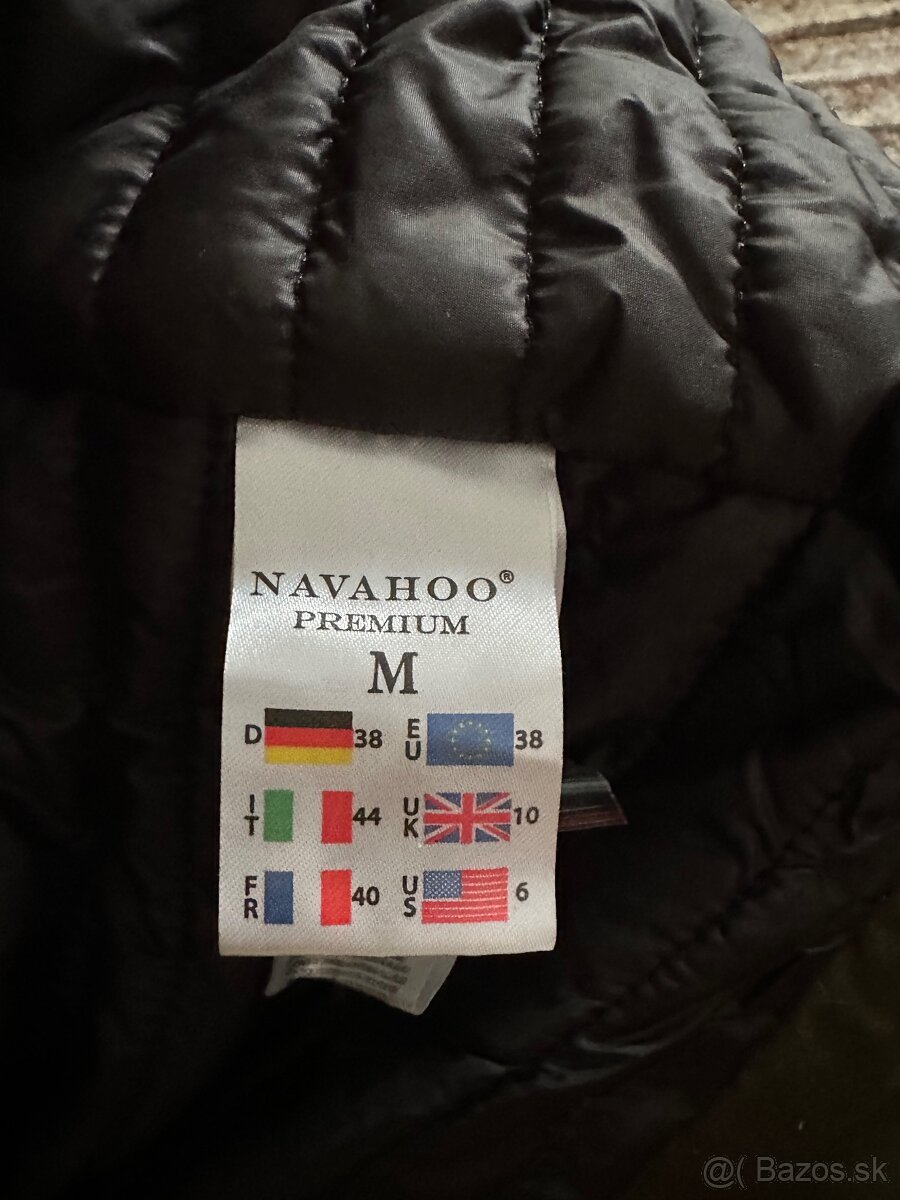 NAVAHOO®
PREMIUM
M
D 38 EU 38
IT 44 UK 10
FR 40 US 6
@( Bazos.sk